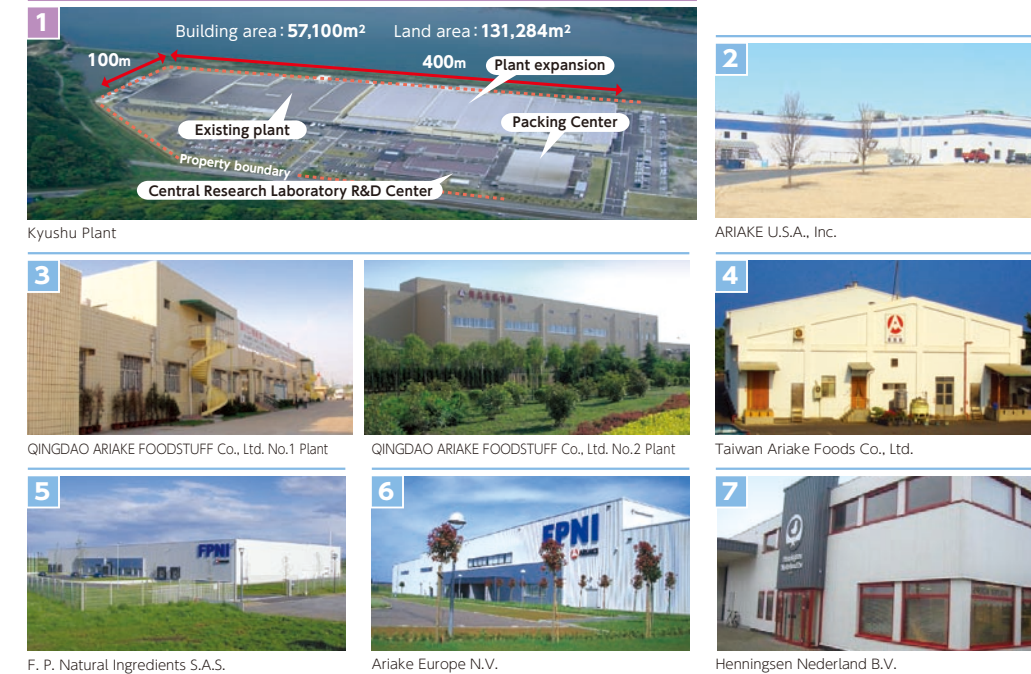 1
Building area : 57,100m² Land area : 131,284m²
100m
400m
Plant expansion
Existing plant
Packing Center
Property boundary
Central Research Laboratory R&D Center
Kyushu Plant
2
ARIAKE U.S.A., Inc.
3
QINGDAO ARIAKE FOODSTUFF Co., Ltd. No.1 Plant
QINGDAO ARIAKE FOODSTUFF Co., Ltd. No.2 Plant
4
Taiwan Ariake Foods Co., Ltd.
5
FPNI
F. P. Natural Ingredients S.A.S.
6
FPNI
ARIAKE
Ariake Europe N.V.
7
Henningsen Nederland B.V.